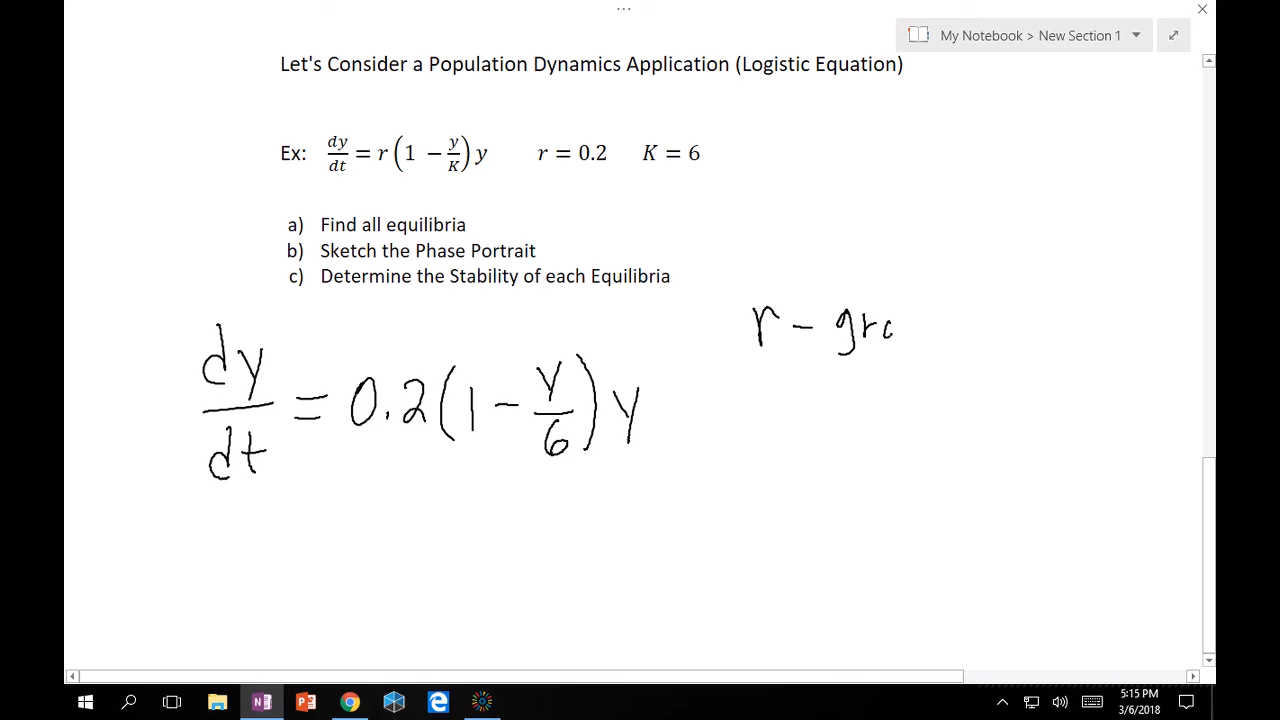 ...
My Notebook > New Section 1
Let's Consider a Population Dynamics Application (Logistic Equation)
Ex: dy/dt = r(1 − y/K)y r = 0.2 K = 6
a) Find all equilibria
b) Sketch the Phase Portrait
c) Determine the Stability of each Equilibria
r – gro
dy/dt = 0.2(1 − y/6)y
5:15 PM
3/6/2018